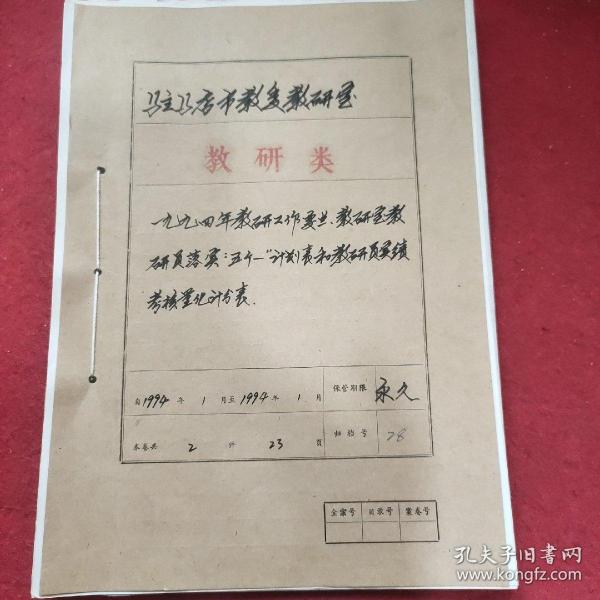 驻马店市教委教研室
教研类
一九九四年教研工作要点、教研室教
研员落实"五个一"计划表和教研员实绩
考核量化计分表.
自1994年1月至1994年1月 保管期限 永久
本卷共2件23页 归档号 28
全宗号 目录号 案卷号
孔夫子旧书网
www.kongfz.com